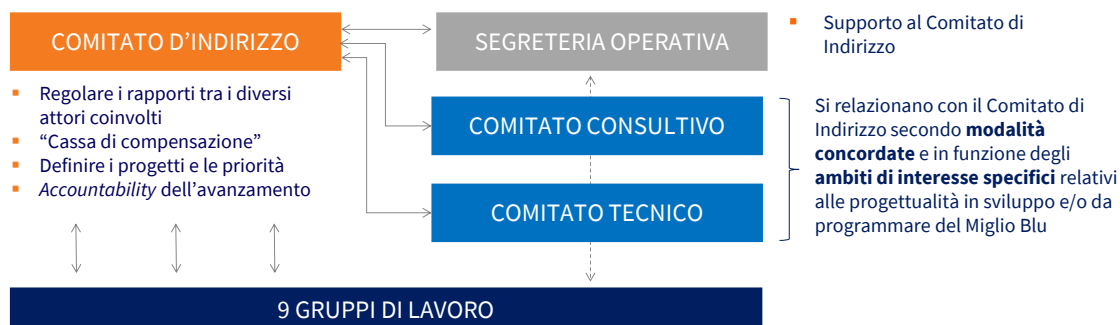 COMITATO D'INDIRIZZO
SEGRETERIA OPERATIVA
▪ Supporto al Comitato di
Indirizzo
▪ Regolare i rapporti tra i diversi
attori coinvolti
▪ “Cassa di compensazione”
▪ Definire i progetti e le priorità
▪ Accountability dell'avanzamento
COMITATO CONSULTIVO
COMITATO TECNICO
Si relazionano con il Comitato di
Indirizzo secondo modalità
concordate e in funzione degli
ambiti di interesse specifici relativi
alle progettualità in sviluppo e/o da
programmare del Miglio Blu
9 GRUPPI DI LAVORO